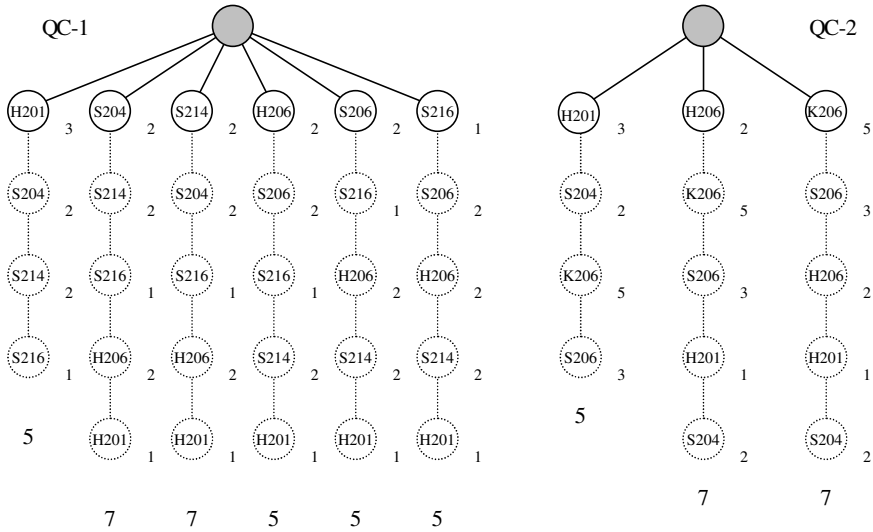 QC-1 QC-2
H201 S204 S214 H206 S206 S216 H201 H206 K206
3 2 2 2 2 1 3 2 5
S204 S214 S204 S206 S216 S206 S204 K206 S206
2 2 2 2 1 2 2 5 3
S214 S216 S216 S216 H206 H206 K206 S206 H206
2 1 1 1 2 2 5 3 2
S216 H206 H206 S214 S214 S214 S206 H201 H201
1 2 2 2 2 2 3 1 1
5 H201 H201 H201 H201 H201 5 S204 S204
1 1 1 1 1 2 2
7 7 5 5 5 7 7